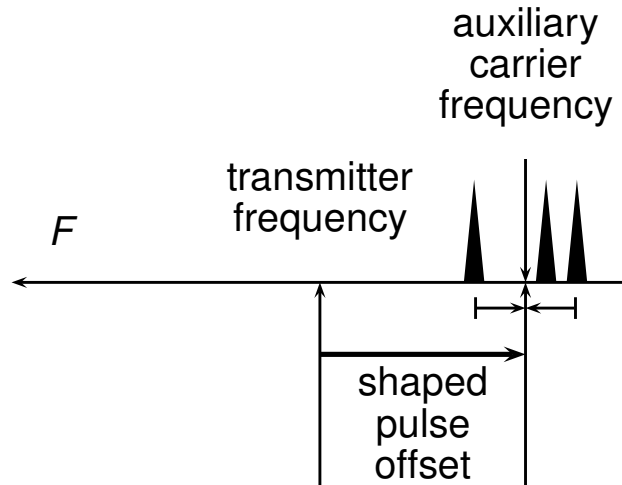 auxiliary
carrier
frequency
transmitter
frequency
F
shaped
pulse
offset